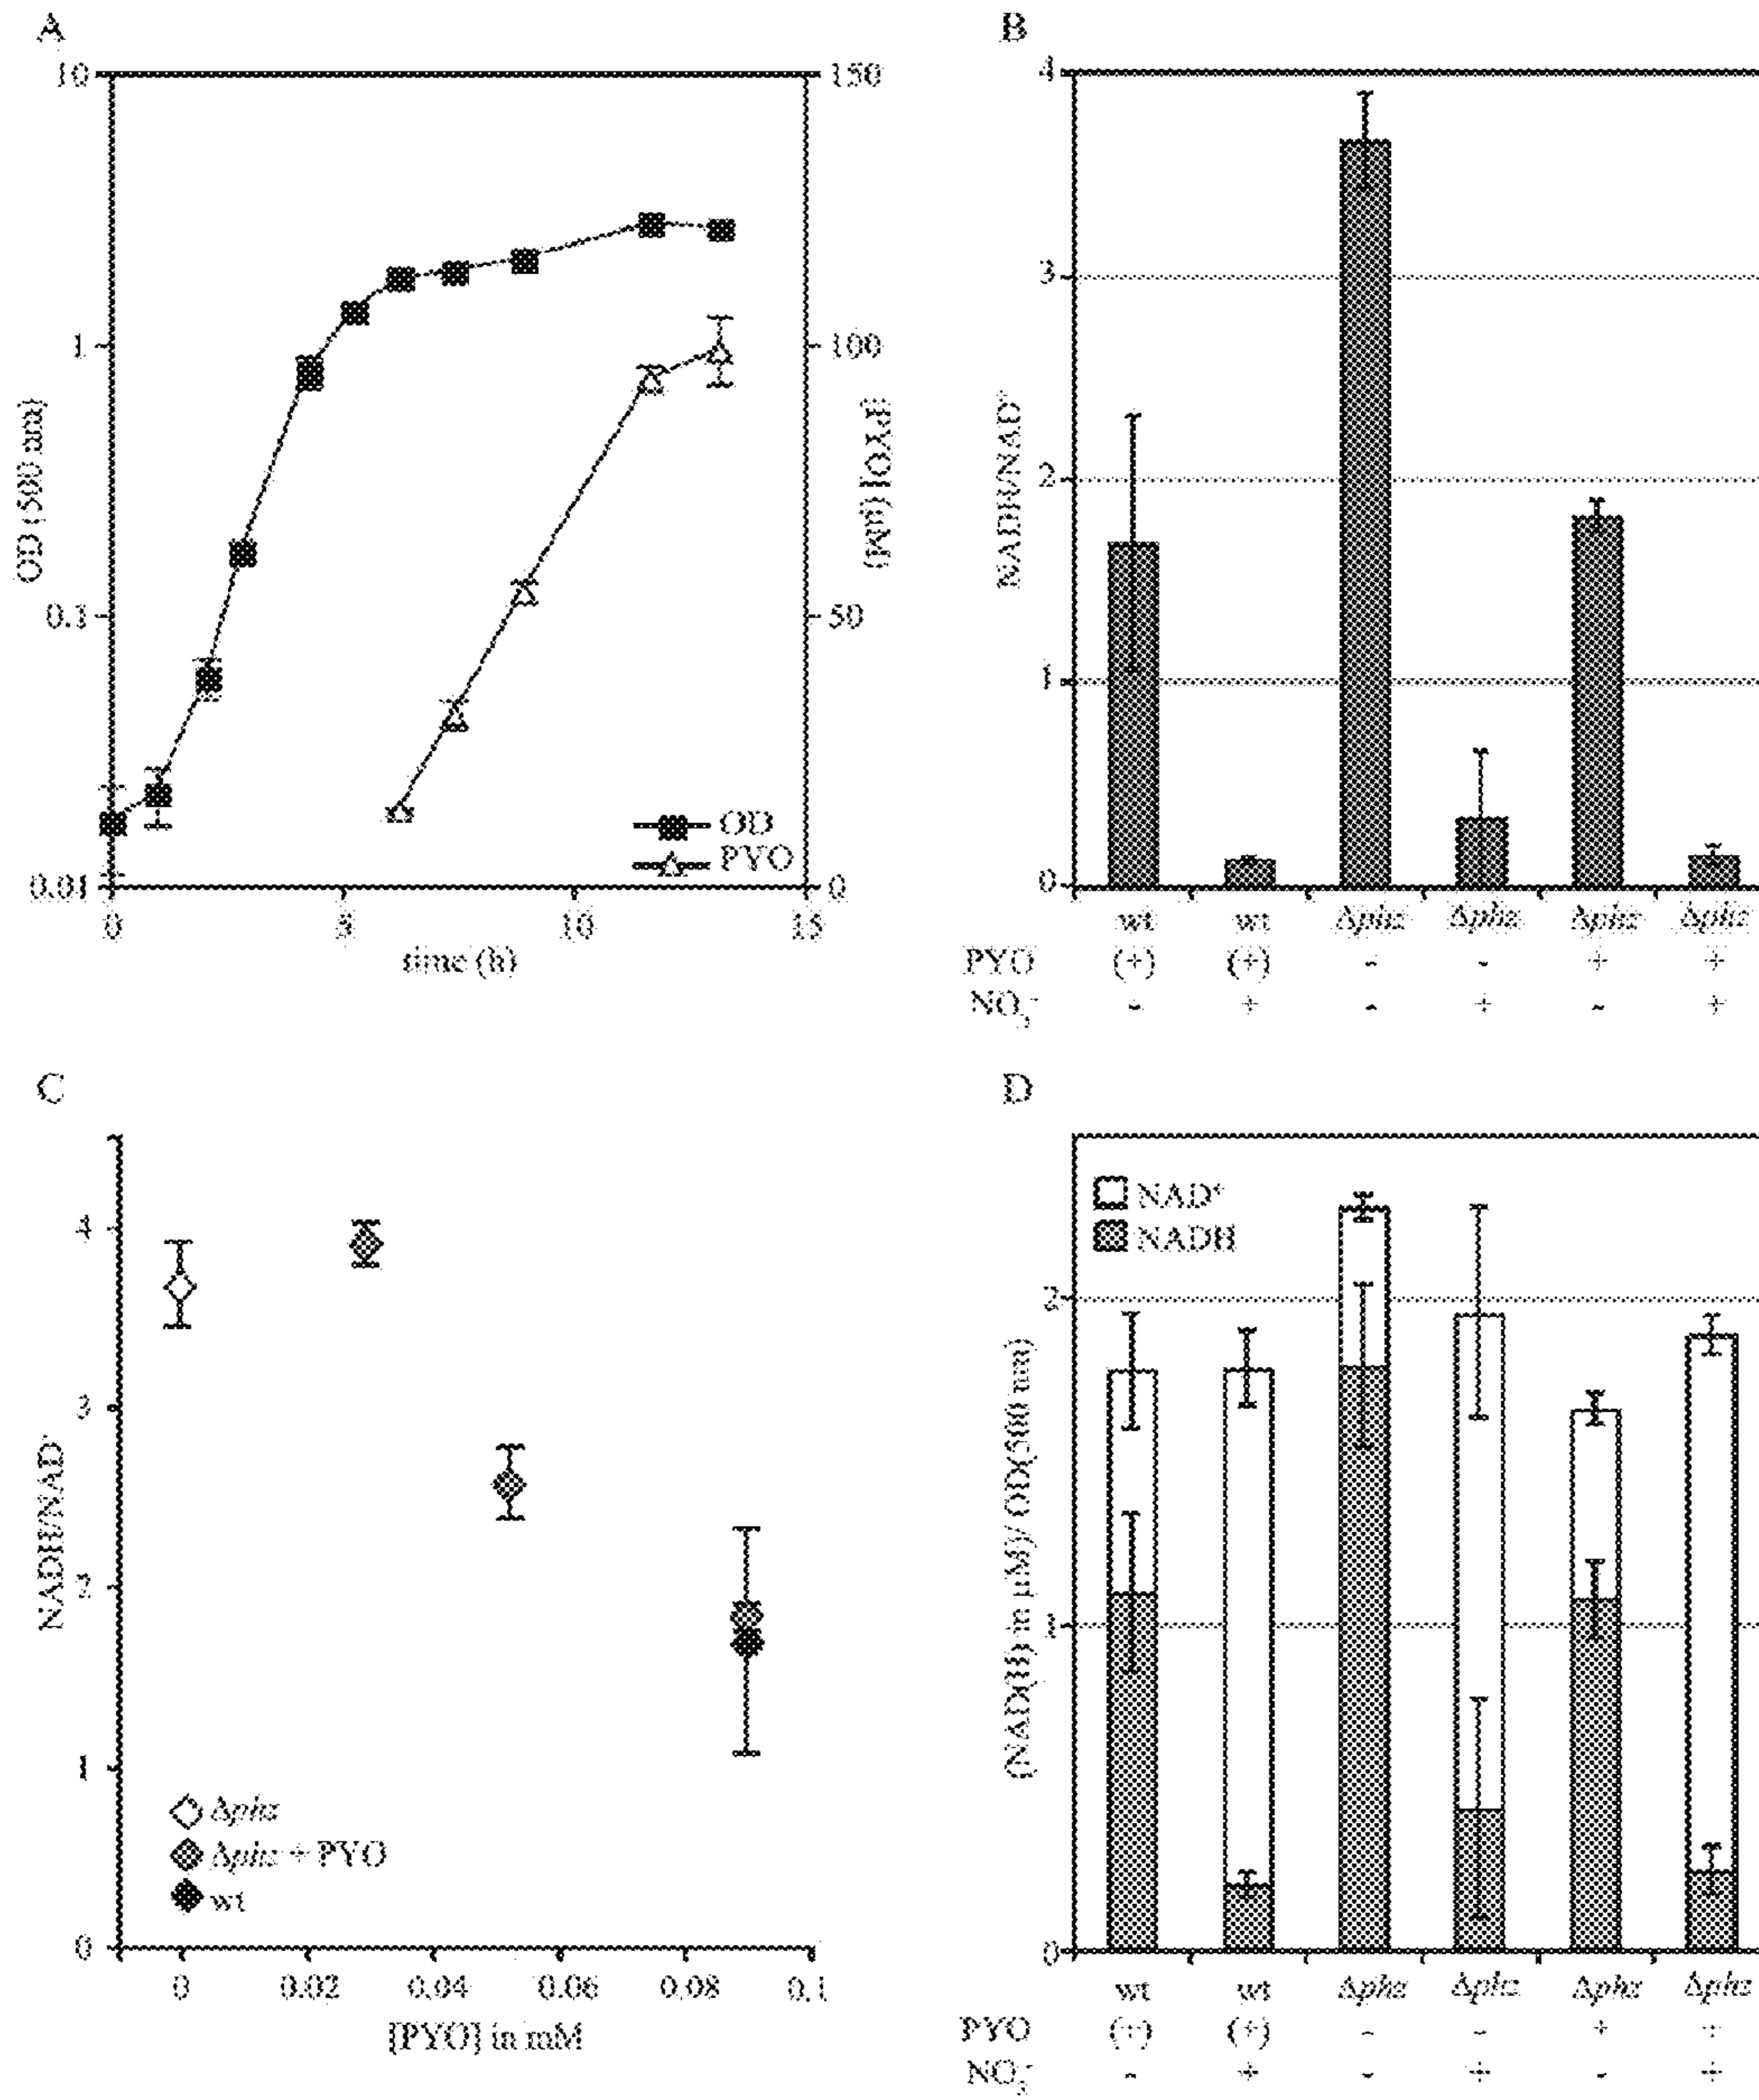 A
10
1
0.1
0.01
OD (500 nm)
150
100
50
0
[PYO] (µM)
OD
PYO
0 5 10 15
time (h)
B
4
3
2
1
0
NADH/NAD⁺
wt wt Δphz Δphz Δphz Δphz
PYO (+) (+) - - + +
NO₃⁻ - + - + - +
C
4
3
2
1
0
NADH/NAD⁺
Δphz
Δphz + PYO
wt
0 0.02 0.04 0.06 0.08 0.1
[PYO] in mM
D
NAD⁺
NADH
2
1
0
(NAD(H) in µM)/ OD(500 nm)
wt wt Δphz Δphz Δphz Δphz
PYO (+) (+) - - + +
NO₃⁻ - + - + - +